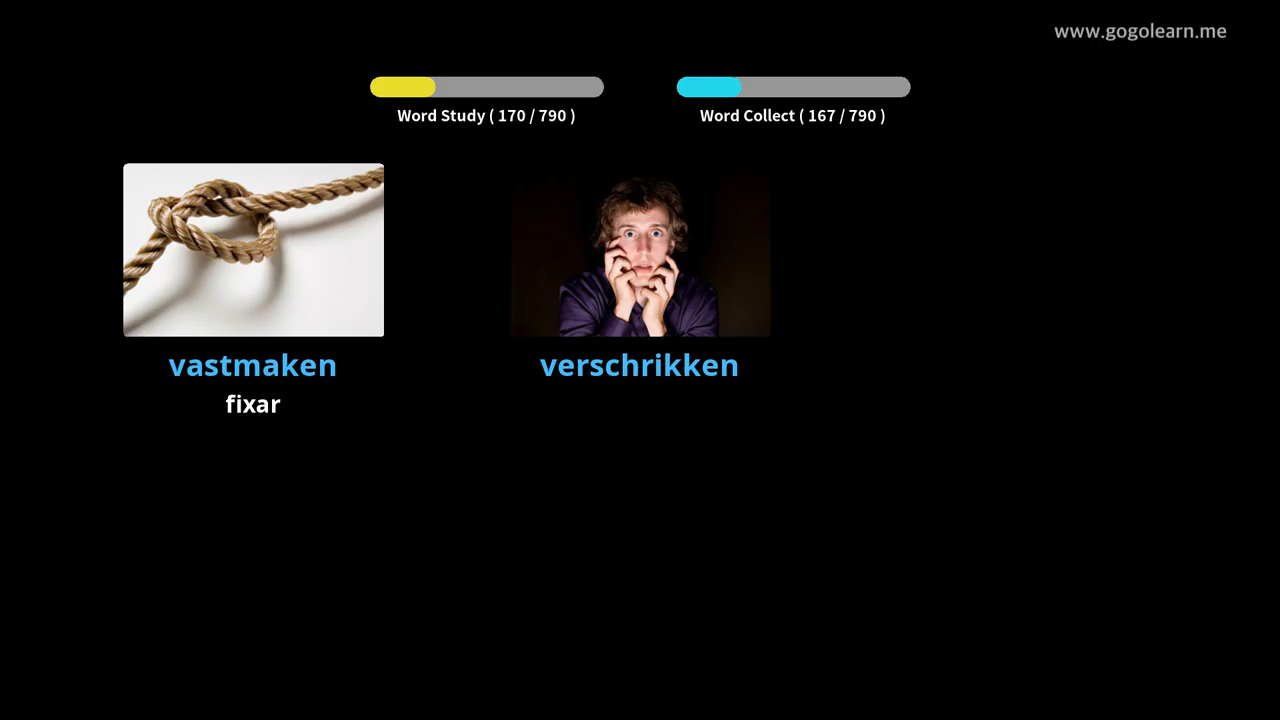 www.gogolearn.me
Word Study ( 170 / 790 )
Word Collect ( 167 / 790 )
vastmaken
fixar
verschrikken